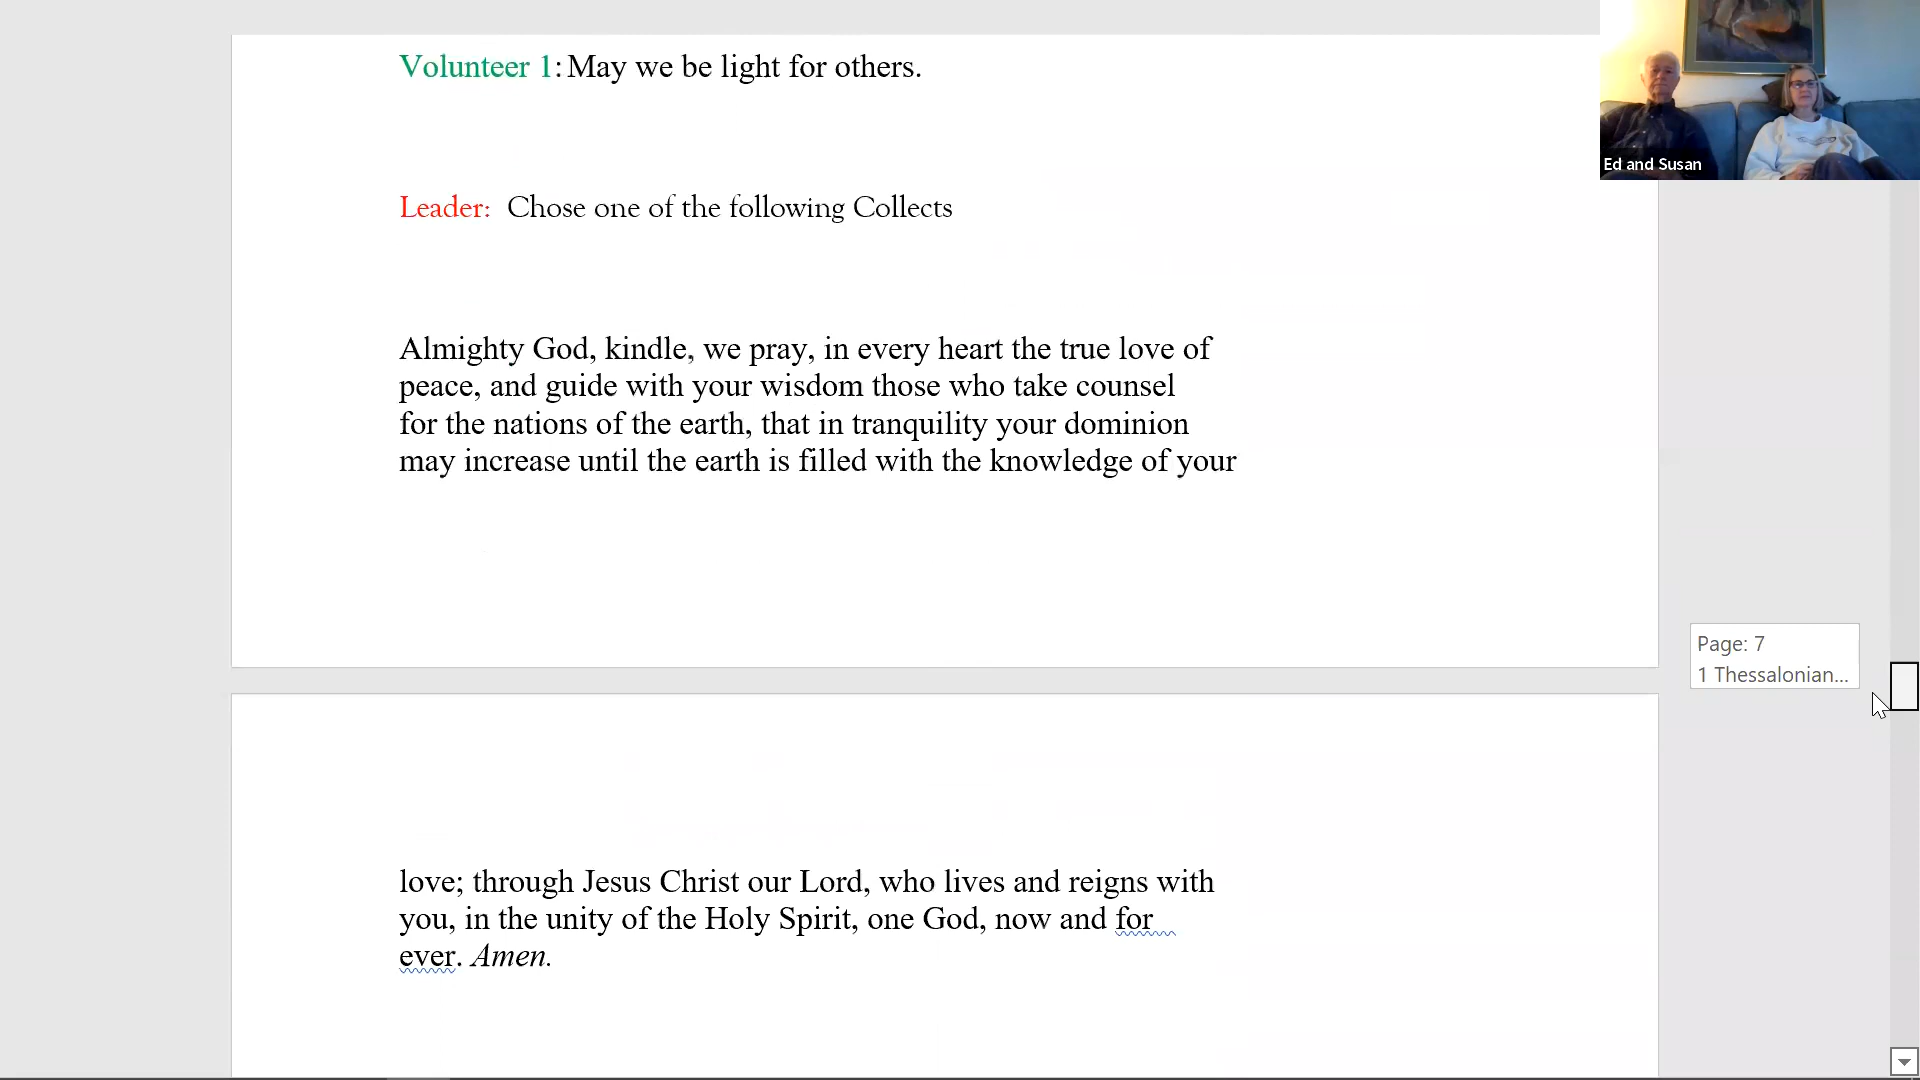 Volunteer 1: May we be light for others.
Ed and Susan
Leader: Chose one of the following Collects
Almighty God, kindle, we pray, in every heart the true love of
peace, and guide with your wisdom those who take counsel
for the nations of the earth, that in tranquility your dominion
may increase until the earth is filled with the knowledge of your
Page: 7
1 Thessalonian...
love; through Jesus Christ our Lord, who lives and reigns with
you, in the unity of the Holy Spirit, one God, now and for
ever. Amen.